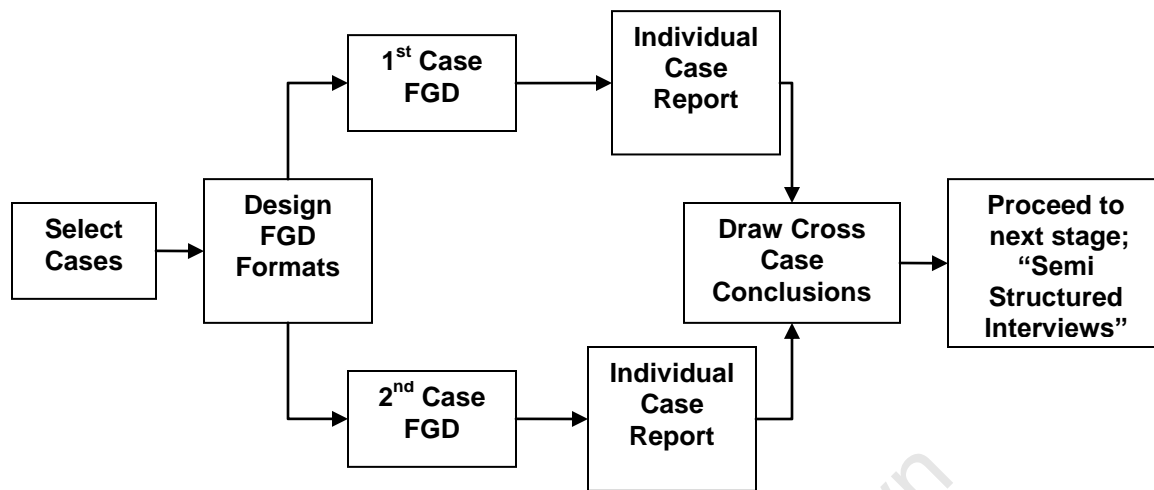 Select
Cases
Design
FGD
Formats
1st Case
FGD
Individual
Case
Report
2nd Case
FGD
Individual
Case
Report
Draw Cross
Case
Conclusions
Proceed to
next stage;
“Semi
Structured
Interviews”